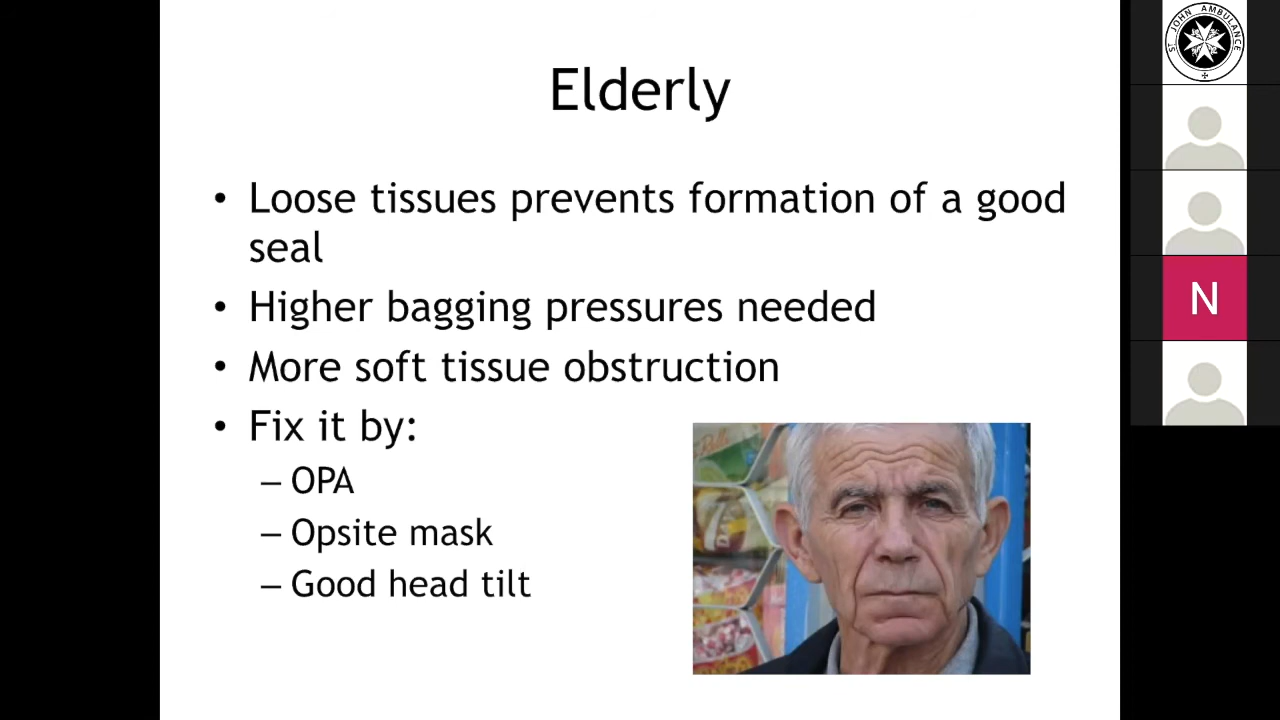 Elderly
• Loose tissues prevents formation of a good
seal
• Higher bagging pressures needed
• More soft tissue obstruction
• Fix it by:
– OPA
– Opsite mask
– Good head tilt
ST JOHN AMBULANCE
N